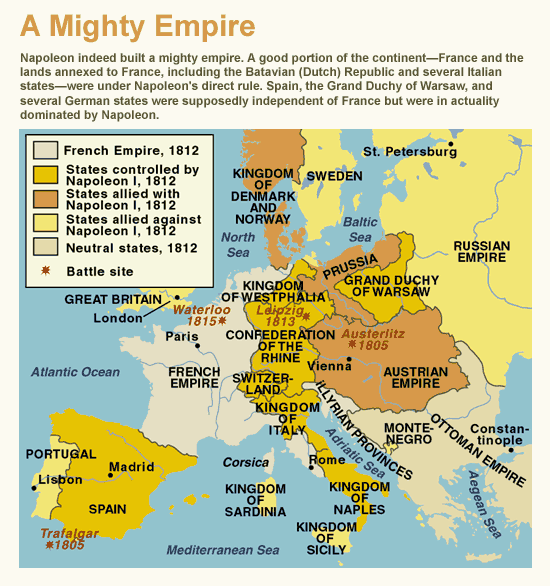 A Mighty Empire
Napoleon indeed built a mighty empire. A good portion of the continent—France and the
lands annexed to France, including the Batavian (Dutch) Republic and several Italian
states—were under Napoleon's direct rule. Spain, the Grand Duchy of Warsaw, and
several German states were supposedly independent of France but were in actuality
dominated by Napoleon.
French Empire, 1812
States controlled by
Napoleon I, 1812
States allied with
Napoleon I, 1812
States allied against
Napoleon I, 1812
Neutral states, 1812
Battle site
St. Petersburg
KINGDOM
OF
DENMARK
AND
NORWAY
SWEDEN
Baltic
Sea
North
Sea
RUSSIAN
EMPIRE
PRUSSIA
GRAND DUCHY
OF WARSAW
KINGDOM
OF WESTPHALIA
GREAT BRITAIN
London
Waterloo
1815
Leipzig
1813
Austerlitz
1805
Paris
CONFEDERATION
OF THE
RHINE
Vienna
Atlantic Ocean
FRENCH
EMPIRE
SWITZER-
LAND
AUSTRIAN
EMPIRE
KINGDOM
OF
ITALY
ILLYRIAN PROVINCES
MONTE-
NEGRO
OTTOMAN EMPIRE
Constan-
tinople
Adriatic Sea
PORTUGAL
Lisbon
Madrid
SPAIN
Corsica
Rome
KINGDOM
OF
SARDINIA
KINGDOM
OF
NAPLES
Aegean Sea
Trafalgar
1805
Mediterranean Sea
KINGDOM
OF
SICILY